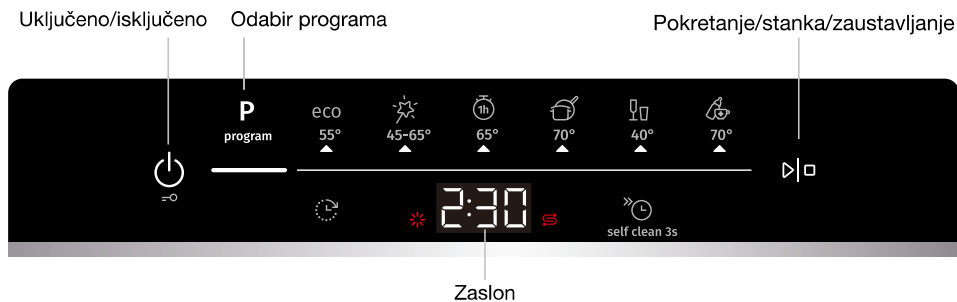 Uključeno/isključeno
Odabir programa
Pokretanje/stanka/zaustavljanje
P
program
eco
1h
55°
45-65°
65°
70°
40°
70°
2:30
self clean 3s
Zaslon